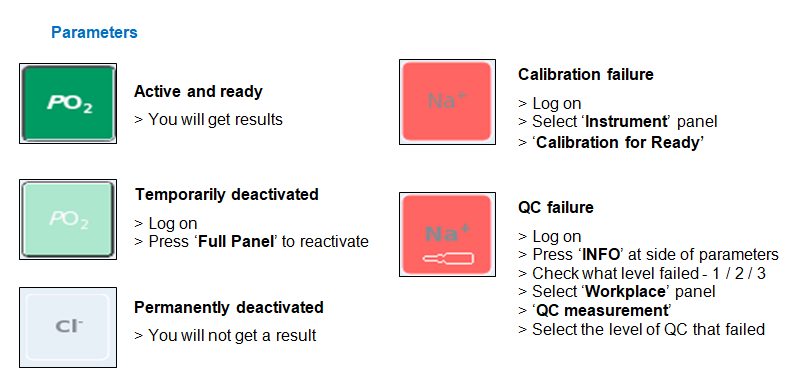 Parameters
PO2
Active and ready
> You will get results
PO2
Temporarily deactivated
> Log on
> Press ‘Full Panel’ to reactivate
Cl-
Permanently deactivated
> You will not get a result
Na+
Calibration failure
> Log on
> Select ‘Instrument’ panel
> ‘Calibration for Ready’
Na+
QC failure
> Log on
> Press ‘INFO’ at side of parameters
> Check what level failed - 1 / 2 / 3
> Select ‘Workplace’ panel
> ‘QC measurement’
> Select the level of QC that failed